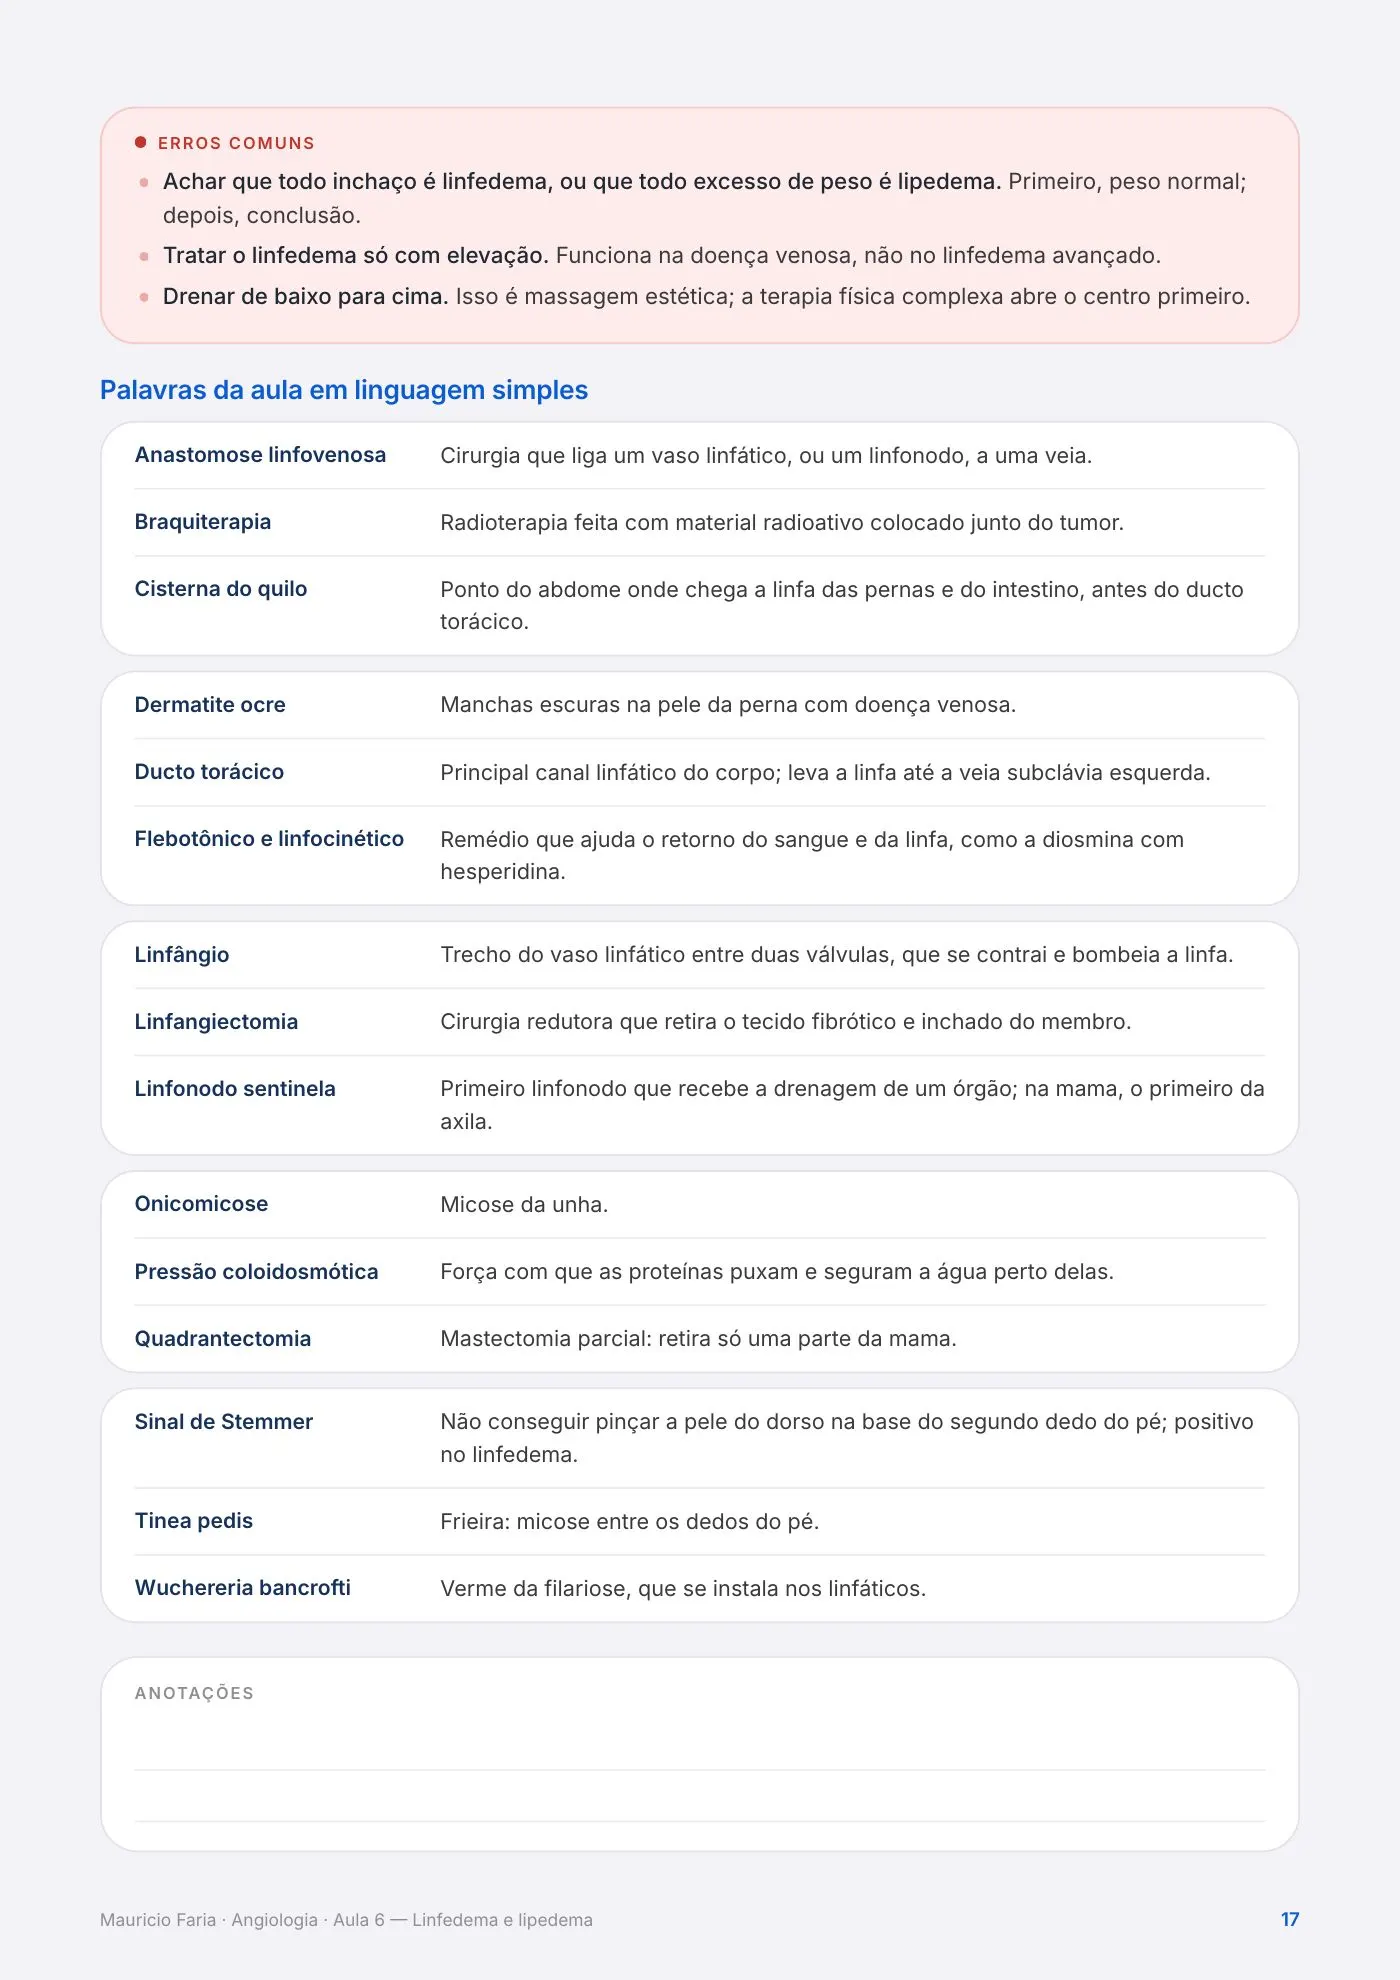 ERROS COMUNS
Achar que todo inchaço é linfedema, ou que todo excesso de peso é lipedema. Primeiro, peso normal;
depois, conclusão.
Tratar o linfedema só com elevação. Funciona na doença venosa, não no linfedema avançado.
Drenar de baixo para cima. Isso é massagem estética; a terapia física complexa abre o centro primeiro.
Palavras da aula em linguagem simples
Anastomose linfovenosa Cirurgia que liga um vaso linfático, ou um linfonodo, a uma veia.
Braquiterapia Radioterapia feita com material radioativo colocado junto do tumor.
Cisterna do quilo Ponto do abdome onde chega a linfa das pernas e do intestino, antes do ducto
torácico.
Dermatite ocre Manchas escuras na pele da perna com doença venosa.
Ducto torácico Principal canal linfático do corpo; leva a linfa até a veia subclávia esquerda.
Flebotônico e linfocinético Remédio que ajuda o retorno do sangue e da linfa, como a diosmina com
hesperidina.
Linfângio Trecho do vaso linfático entre duas válvulas, que se contrai e bombeia a linfa.
Linfangiectomia Cirurgia redutora que retira o tecido fibrótico e inchado do membro.
Linfonodo sentinela Primeiro linfonodo que recebe a drenagem de um órgão; na mama, o primeiro da
axila.
Onicomicose Micose da unha.
Pressão coloidosmótica Força com que as proteínas puxam e seguram a água perto delas.
Quadrantectomia Mastectomia parcial: retira só uma parte da mama.
Sinal de Stemmer Não conseguir pinçar a pele do dorso na base do segundo dedo do pé; positivo
no linfedema.
Tinea pedis Frieira: micose entre os dedos do pé.
Wuchereria bancrofti Verme da filariose, que se instala nos linfáticos.
ANOTAÇÕES
Mauricio Faria · Angiologia · Aula 6 — Linfedema e lipedema 17